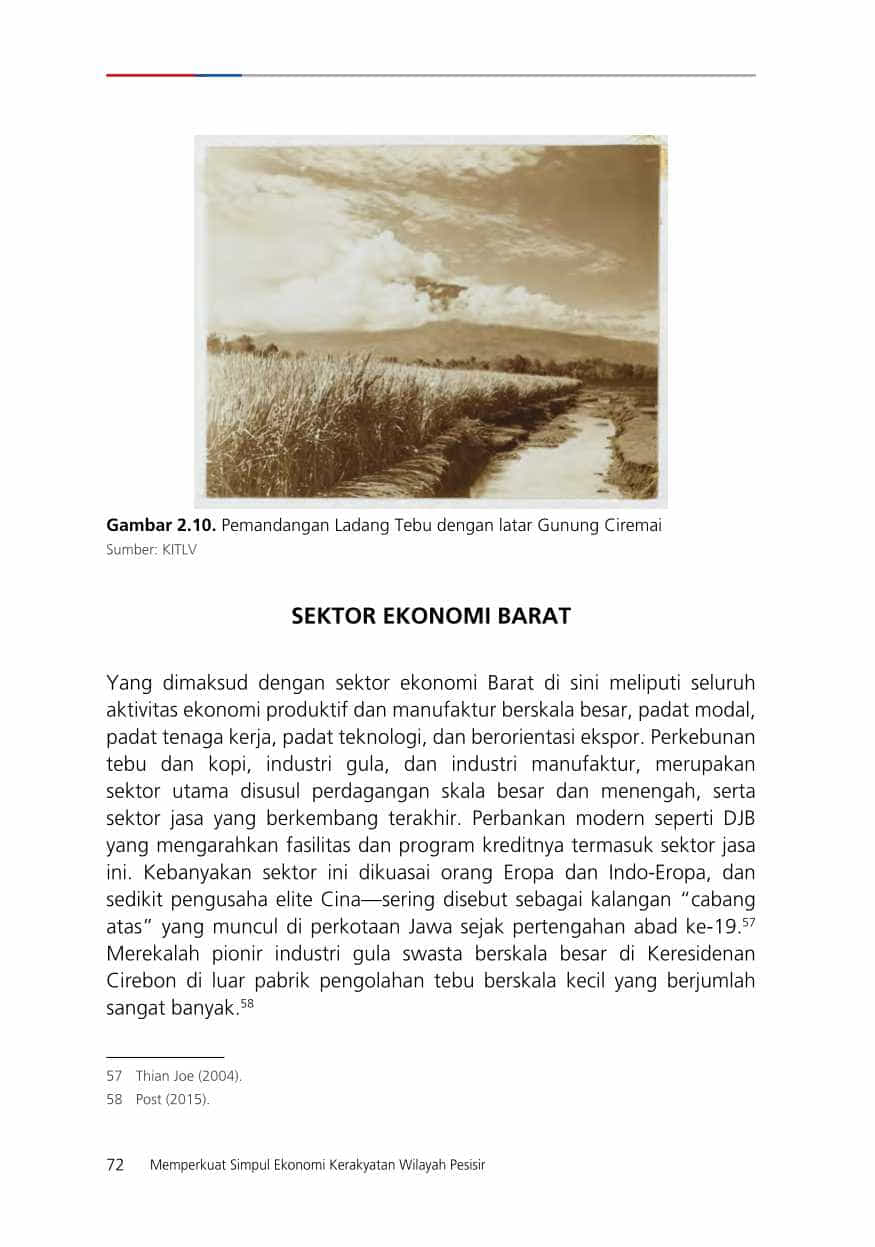 Gambar 2.10. Pemandangan Ladang Tebu dengan latar Gunung Ciremai
Sumber: KITLV
SEKTOR EKONOMI BARAT
Yang dimaksud dengan sektor ekonomi Barat di sini meliputi seluruh
aktivitas ekonomi produktif dan manufaktur berskala besar, padat modal,
padat tenaga kerja, padat teknologi, dan berorientasi ekspor. Perkebunan
tebu dan kopi, industri gula, dan industri manufaktur, merupakan
sektor utama disusul perdagangan skala besar dan menengah, serta
sektor jasa yang berkembang terakhir. Perbankan modern seperti DJB
yang mengarahkan fasilitas dan program kreditnya termasuk sektor jasa
ini. Kebanyakan sektor ini dikuasai orang Eropa dan Indo-Eropa, dan
sedikit pengusaha elite Cina—sering disebut sebagai kalangan “cabang
atas” yang muncul di perkotaan Jawa sejak pertengahan abad ke-19.57
Merekalah pionir industri gula swasta berskala besar di Keresidenan
Cirebon di luar pabrik pengolahan tebu berskala kecil yang berjumlah
sangat banyak.58
57 Thian Joe (2004).
58 Post (2015).
72 Memperkuat Simpul Ekonomi Kerakyatan Wilayah Pesisir